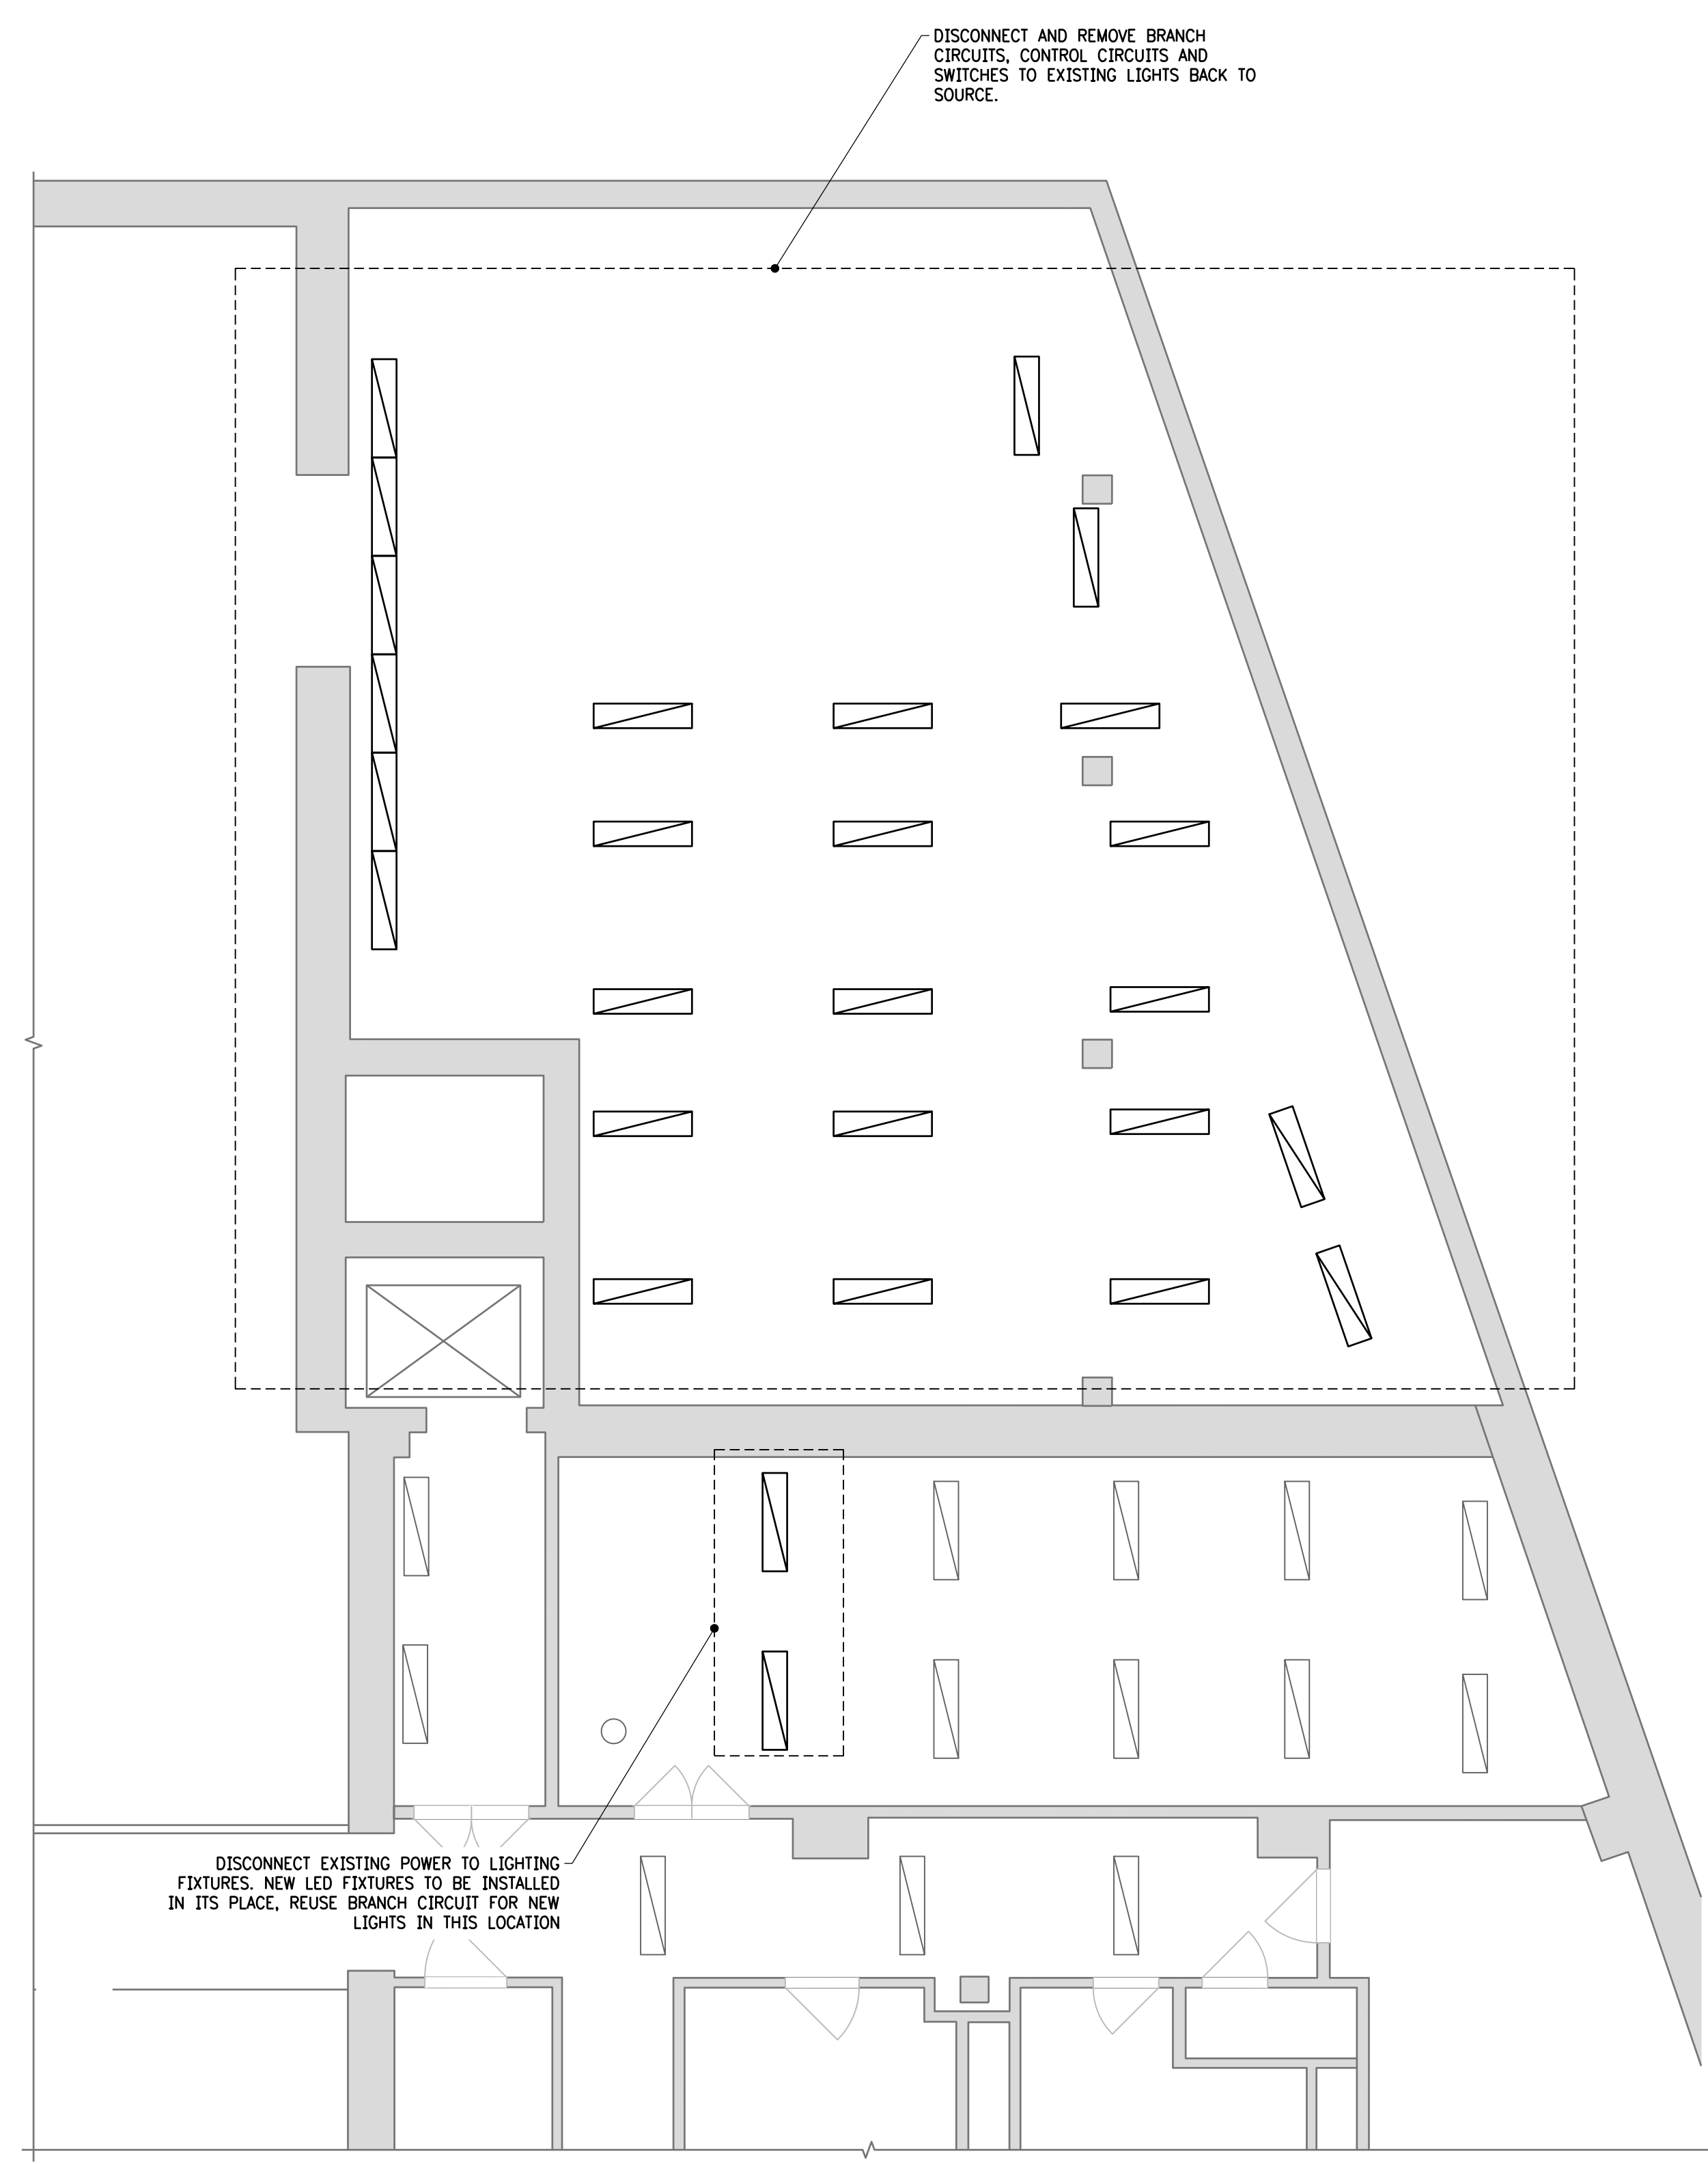 DISCONNECT AND REMOVE BRANCH
CIRCUITS, CONTROL CIRCUITS AND
SWITCHES TO EXISTING LIGHTS BACK TO
SOURCE.
DISCONNECT EXISTING POWER TO LIGHTING
FIXTURES. NEW LED FIXTURES TO BE INSTALLED
IN ITS PLACE, REUSE BRANCH CIRCUIT FOR NEW
LIGHTS IN THIS LOCATION